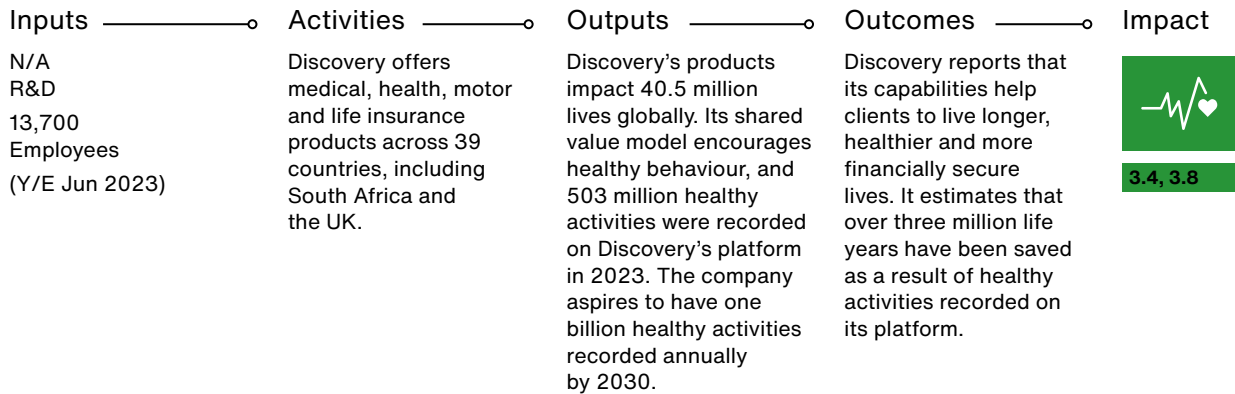 Inputs
N/A
R&D
13,700
Employees
(Y/E Jun 2023)
Activities
Discovery offers
medical, health, motor
and life insurance
products across 39
countries, including
South Africa and
the UK.
Outputs
Discovery’s products
impact 40.5 million
lives globally. Its shared
value model encourages
healthy behaviour, and
503 million healthy
activities were recorded
on Discovery’s platform
in 2023. The company
aspires to have one
billion healthy activities
recorded annually
by 2030.
Outcomes
Discovery reports that
its capabilities help
clients to live longer,
healthier and more
financially secure
lives. It estimates that
over three million life
years have been saved
as a result of healthy
activities recorded on
its platform.
Impact
3.4, 3.8